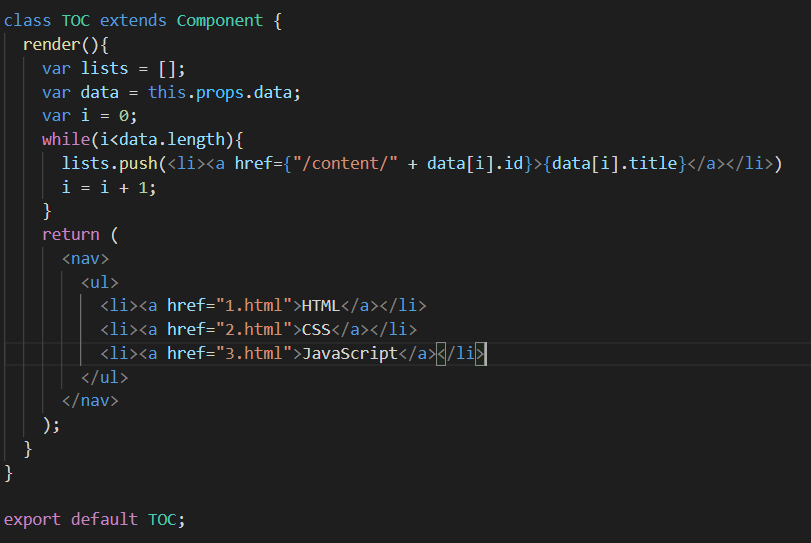 class TOC extends Component {
  render(){
    var lists = [];
    var data = this.props.data;
    var i = 0;
    while(i<data.length){
      lists.push(<li><a href={"/content/" + data[i].id}>{data[i].title}</a></li>)
      i = i + 1;
    }
    return (
      <nav>
        <ul>
          <li><a href="1.html">HTML</a></li>
          <li><a href="2.html">CSS</a></li>
          <li><a href="3.html">JavaScript</a></li>
        </ul>
      </nav>
    );
  }
}
export default TOC;